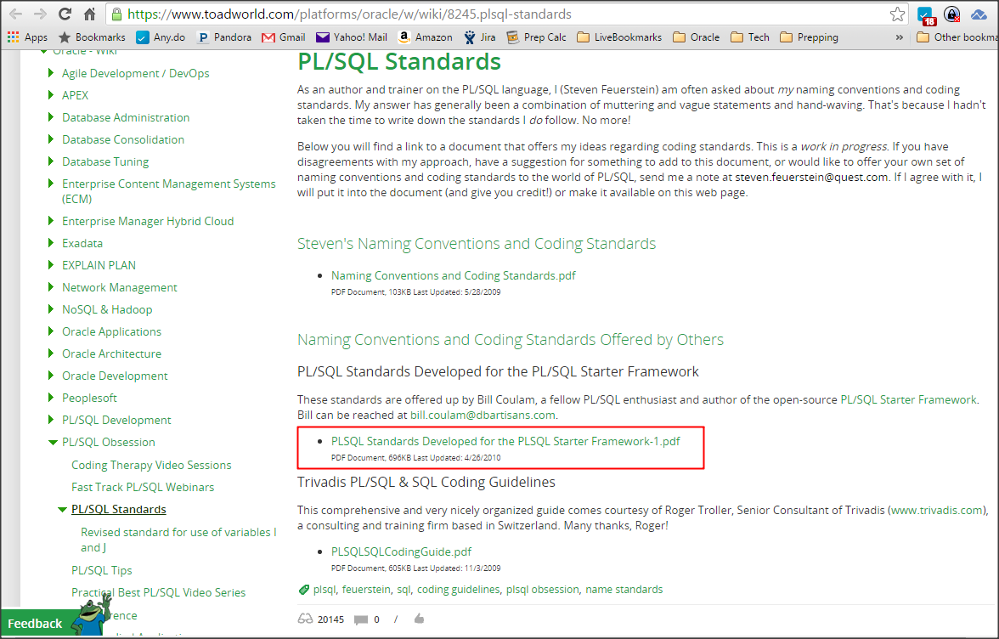 https://www.toadworld.com/platforms/oracle/w/wiki/8245.plsql-standards
18
Apps Bookmarks Any.do Pandora Gmail Yahoo! Mail Amazon Jira Prep Calc LiveBookmarks Oracle Tech Prepping » Other bookma
Oracle - Wiki
Agile Development / DevOps
APEX
Database Administration
Database Consolidation
Database Tuning
Enterprise Content Management Systems
(ECM)
Enterprise Manager Hybrid Cloud
Exadata
EXPLAIN PLAN
Network Management
NoSQL & Hadoop
Oracle Applications
Oracle Architecture
Oracle Development
Peoplesoft
PL/SQL Development
PL/SQL Obsession
Coding Therapy Video Sessions
Fast Track PL/SQL Webinars
PL/SQL Standards
Revised standard for use of variables I
and J
PL/SQL Tips
Practical Best PL/SQL Video Series
Feedback
PL/SQL Standards
As an author and trainer on the PL/SQL language, I (Steven Feuerstein) am often asked about my naming conventions and coding
standards. My answer has generally been a combination of muttering and vague statements and hand-waving. That's because I hadn't
taken the time to write down the standards I do follow. No more!
Below you will find a link to a document that offers my ideas regarding coding standards. This is a work in progress. If you have
disagreements with my approach, have a suggestion for something to add to this document, or would like to offer your own set of
naming conventions and coding standards to the world of PL/SQL, send me a note at steven.feuerstein@quest.com. If I agree with it, I
will put it into the document (and give you credit!) or make it available on this web page.
Steven's Naming Conventions and Coding Standards
Naming Conventions and Coding Standards.pdf
PDF Document, 103KB Last Updated: 5/28/2009
Naming Conventions and Coding Standards Offered by Others
PL/SQL Standards Developed for the PL/SQL Starter Framework
These standards are offered up by Bill Coulam, a fellow PL/SQL enthusiast and author of the open-source PL/SQL Starter Framework.
Bill can be reached at bill.coulam@dbartisans.com.
PLSQL Standards Developed for the PLSQL Starter Framework-1.pdf
PDF Document, 696KB Last Updated: 4/26/2010
Trivadis PL/SQL & SQL Coding Guidelines
This comprehensive and very nicely organized guide comes courtesy of Roger Troller, Senior Consultant of Trivadis (www.trivadis.com),
a consulting and training firm based in Switzerland. Many thanks, Roger!
PLSQLSQLCodingGuide.pdf
PDF Document, 605KB Last Updated: 11/3/2009
plsql, feuerstein, sql, coding guidelines, plsql obsession, name standards
20145 0 /